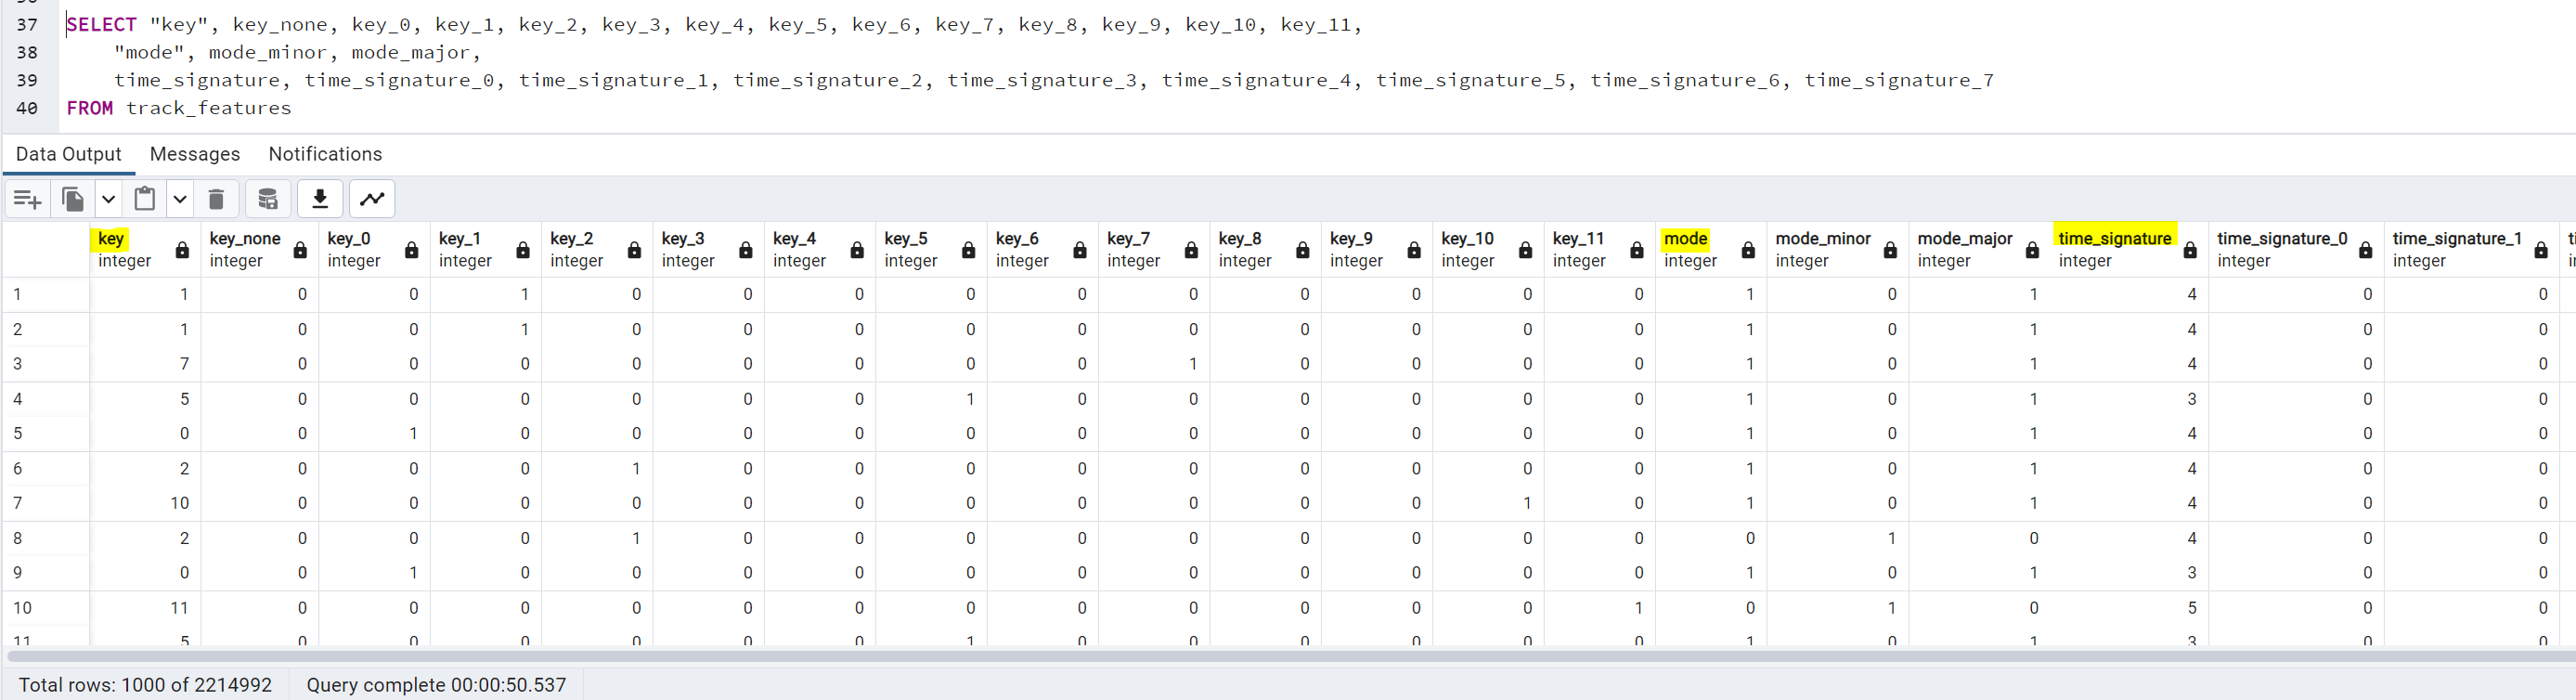 37 SELECT "key", key_none, key_0, key_1, key_2, key_3, key_4, key_5, key_6, key_7, key_8, key_9, key_10, key_11,
38 "mode", mode_minor, mode_major,
39 time_signature, time_signature_0, time_signature_1, time_signature_2, time_signature_3, time_signature_4, time_signature_5, time_signature_6, time_signature_7
40 FROM track_features
Data Output Messages Notifications
key key_none key_0 key_1 key_2 key_3 key_4 key_5 key_6 key_7 key_8 key_9 key_10 key_11 mode mode_minor mode_major time_signature time_signature_0 time_signature_1
integer integer integer integer integer integer integer integer integer integer integer integer integer integer integer integer integer integer integer integer
1 1 0 0 1 0 0 0 0 0 0 0 0 0 0 1 0 1 4 0 0
2 1 0 0 1 0 0 0 0 0 0 0 0 0 0 1 0 1 4 0 0
3 7 0 0 0 0 0 0 0 0 1 0 0 0 0 1 0 1 4 0 0
4 5 0 0 0 0 0 0 1 0 0 0 0 0 0 1 0 1 3 0 0
5 0 0 1 0 0 0 0 0 0 0 0 0 0 0 1 0 1 4 0 0
6 2 0 0 0 1 0 0 0 0 0 0 0 0 0 1 0 1 4 0 0
7 10 0 0 0 0 0 0 0 0 0 0 0 1 0 1 0 1 4 0 0
8 2 0 0 0 1 0 0 0 0 0 0 0 0 0 0 1 0 4 0 0
9 0 0 1 0 0 0 0 0 0 0 0 0 0 0 1 0 1 3 0 0
10 11 0 0 0 0 0 0 0 0 0 0 0 0 1 0 1 0 5 0 0
11 5 0 0 0 0 0 0 1 0 0 0 0 0 0 1 0 1 3 0 0
Total rows: 1000 of 2214992 Query complete 00:00:50.537